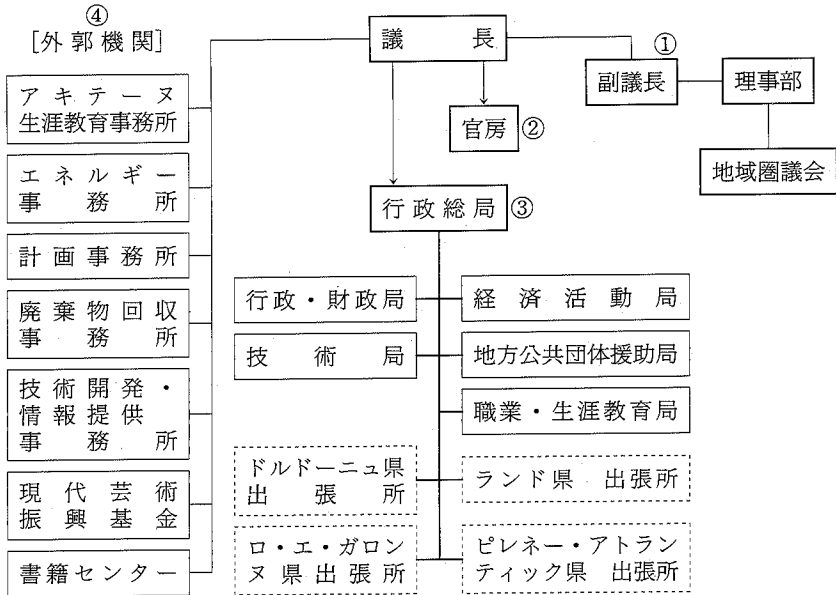 ④
[外郭機関]
アキテーヌ
生涯教育事務所
エネルギー
事務所
計画事務所
廃棄物回収
事務所
技術開発・
情報提供
事務所
現代芸術
振興基金
書籍センター
議長
①
副議長
理事部
地域圏議会
官房
②
行政総局
③
行政・財政局
経済活動局
技術局
地方公共団体援助局
職業・生涯教育局
ドルドーニュ県
出張所
ランド県 出張所
ロ・エ・ガロン
ヌ県出張所
ピレネー・アトラン
ティック県 出張所